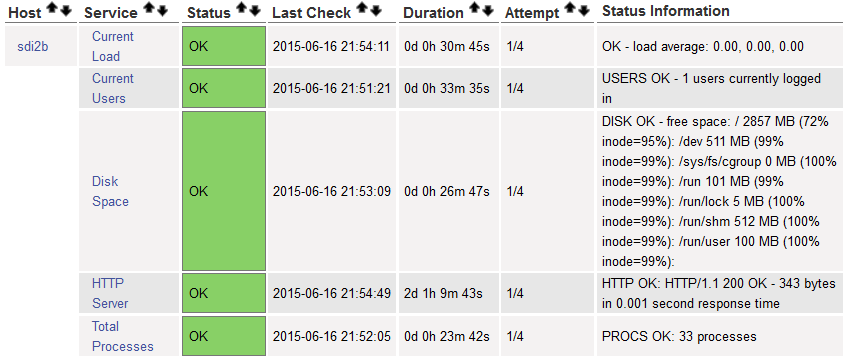 Host Service Status Last Check Duration Attempt Status Information
sdi2b Current Load OK 2015-06-16 21:54:11 0d 0h 30m 45s 1/4 OK - load average: 0.00, 0.00, 0.00
Current Users OK 2015-06-16 21:51:21 0d 0h 33m 35s 1/4 USERS OK - 1 users currently logged
in
Disk Space OK 2015-06-16 21:53:09 0d 0h 26m 47s 1/4 DISK OK - free space: / 2857 MB (72%
inode=95%): /dev 511 MB (99%
inode=99%): /sys/fs/cgroup 0 MB (100%
inode=99%): /run 101 MB (99%
inode=99%): /run/lock 5 MB (100%
inode=99%): /run/shm 512 MB (100%
inode=99%): /run/user 100 MB (100%
inode=99%):
HTTP Server OK 2015-06-16 21:54:49 2d 1h 9m 43s 1/4 HTTP OK: HTTP/1.1 200 OK - 343 bytes
in 0.001 second response time
Total Processes OK 2015-06-16 21:52:05 0d 0h 23m 42s 1/4 PROCS OK: 33 processes